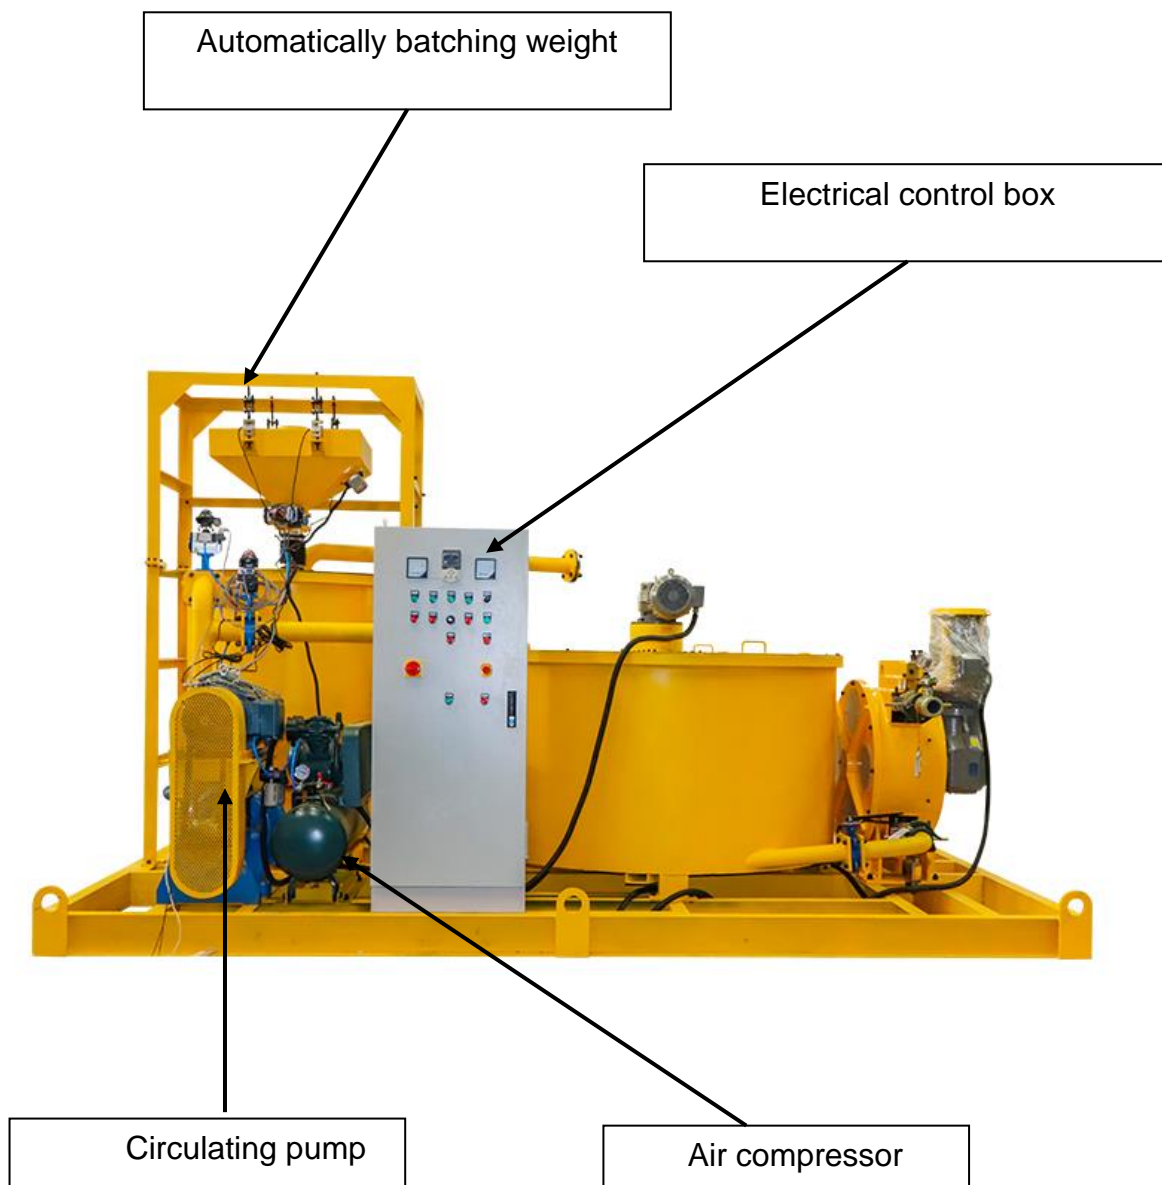 Automatically batching weight
Electrical control box
Circulating pump
Air compressor